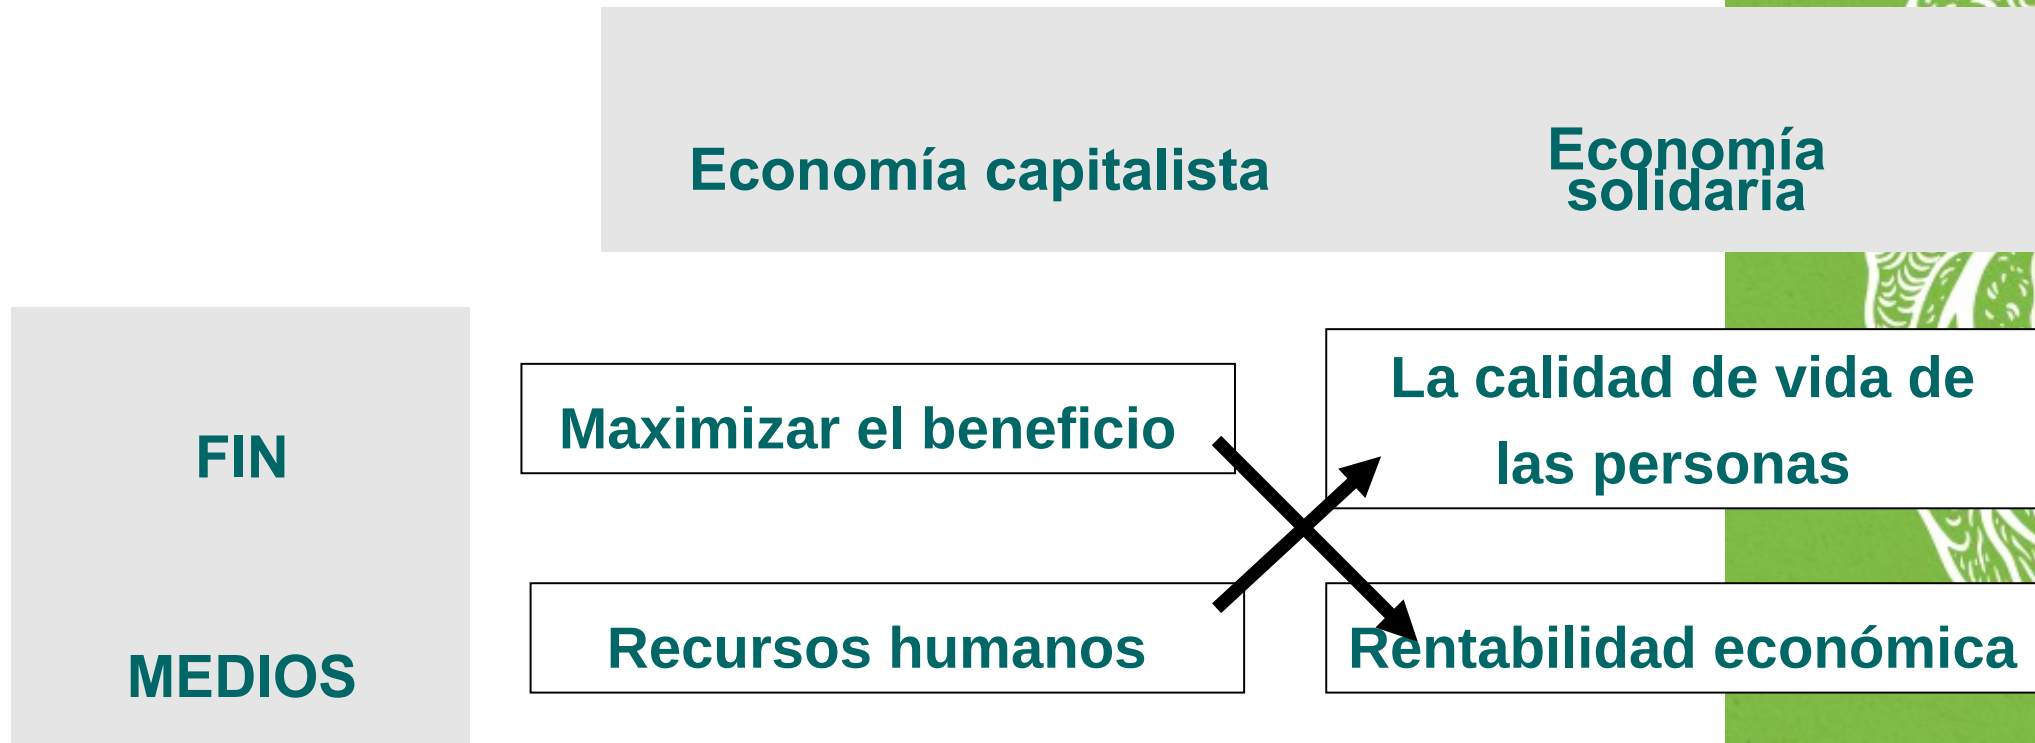 Economía capitalista
Economía
solidaria
FIN
Maximizar el beneficio
La calidad de vida de
las personas
MEDIOS
Recursos humanos
Rentabilidad económica